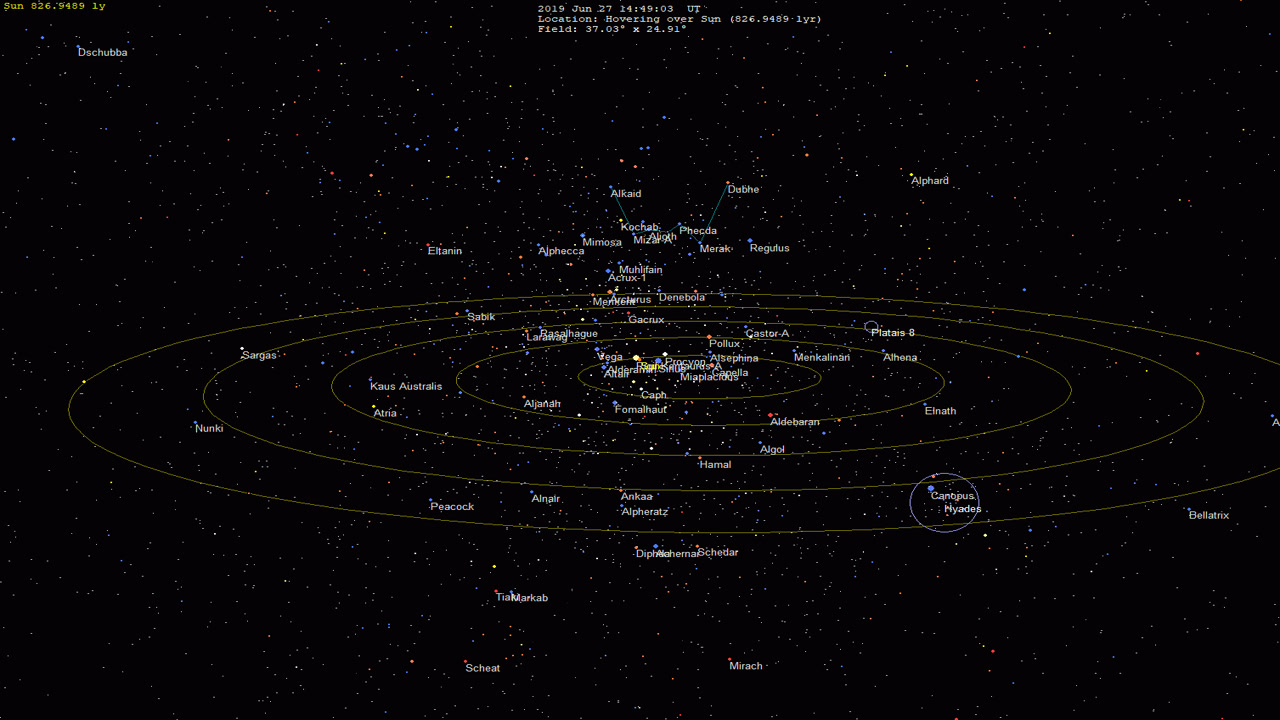 Sun 826.9489 ly
2019 Jun 27 14:49:03 UT
Location: Hovering over Sun (826.9489 lyr)
Field: 37.03° x 24.91°
Dschubba
Alphard
Dubhe
Alkaid
Kochab
Phecda
Mizar-A
Alioth
Mimosa
Merak
Regulus
Eltanin
Alphecca
Muhlifain
Acrux-1
Denebola
Menkent
Arcturus
Sabik
Gacrux
Rasalhague
Larawag
Castor-A
Platais 8
Pollux
Sargas
Vega
Alsephina
Menkalinan
Alhena
Procyon
Sirius
Altair
Capella
Miaplacidus
Kaus Australis
Caph
Aljanah
Fomalhaut
Atria
Elnath
Aldebaran
Nunki
A
Algol
Hamal
Alnair
Ankaa
Canopus
Peacock
Alpheratz
Hyades
Bellatrix
Diphda
Achernar
Schedar
Markab
Scheat
Mirach